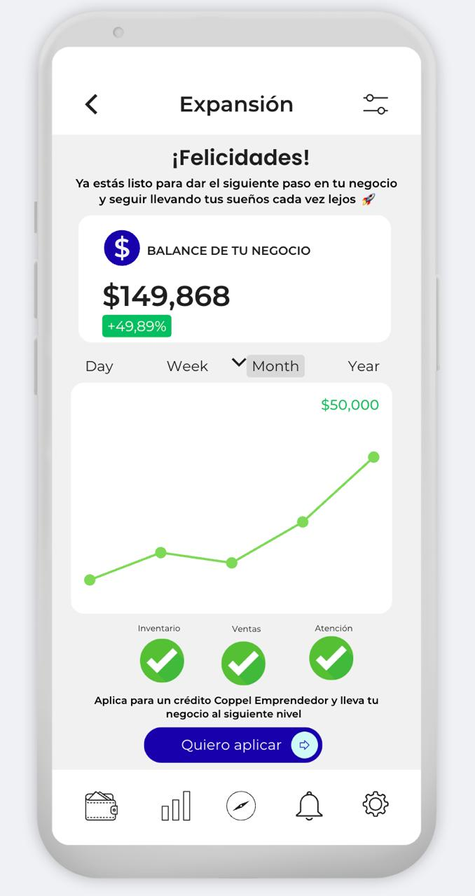 Expansión
¡Felicidades!
Ya estás listo para dar el siguiente paso en tu negocio
y seguir llevando tus sueños cada vez lejos 🚀
$ BALANCE DE TU NEGOCIO
$149,868
+49,89%
Day Week Month Year
$50,000
Inventario Ventas Atención
Aplica para un crédito Coppel Emprendedor y lleva tu
negocio al siguiente nivel
Quiero aplicar